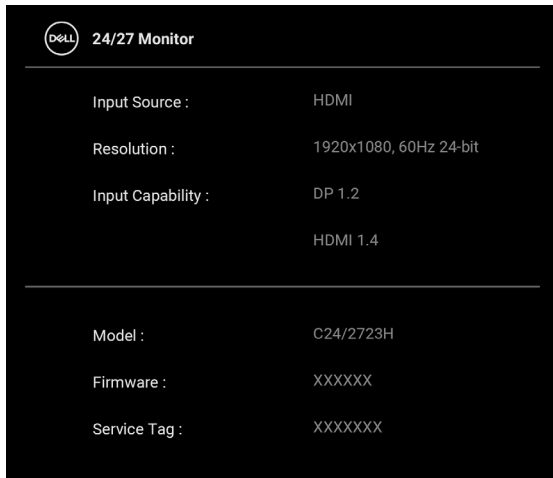 DELL 24/27 Monitor
Input Source : HDMI
Resolution : 1920x1080, 60Hz 24-bit
Input Capability : DP 1.2
HDMI 1.4
Model : C24/2723H
Firmware : XXXXXX
Service Tag : XXXXXXX